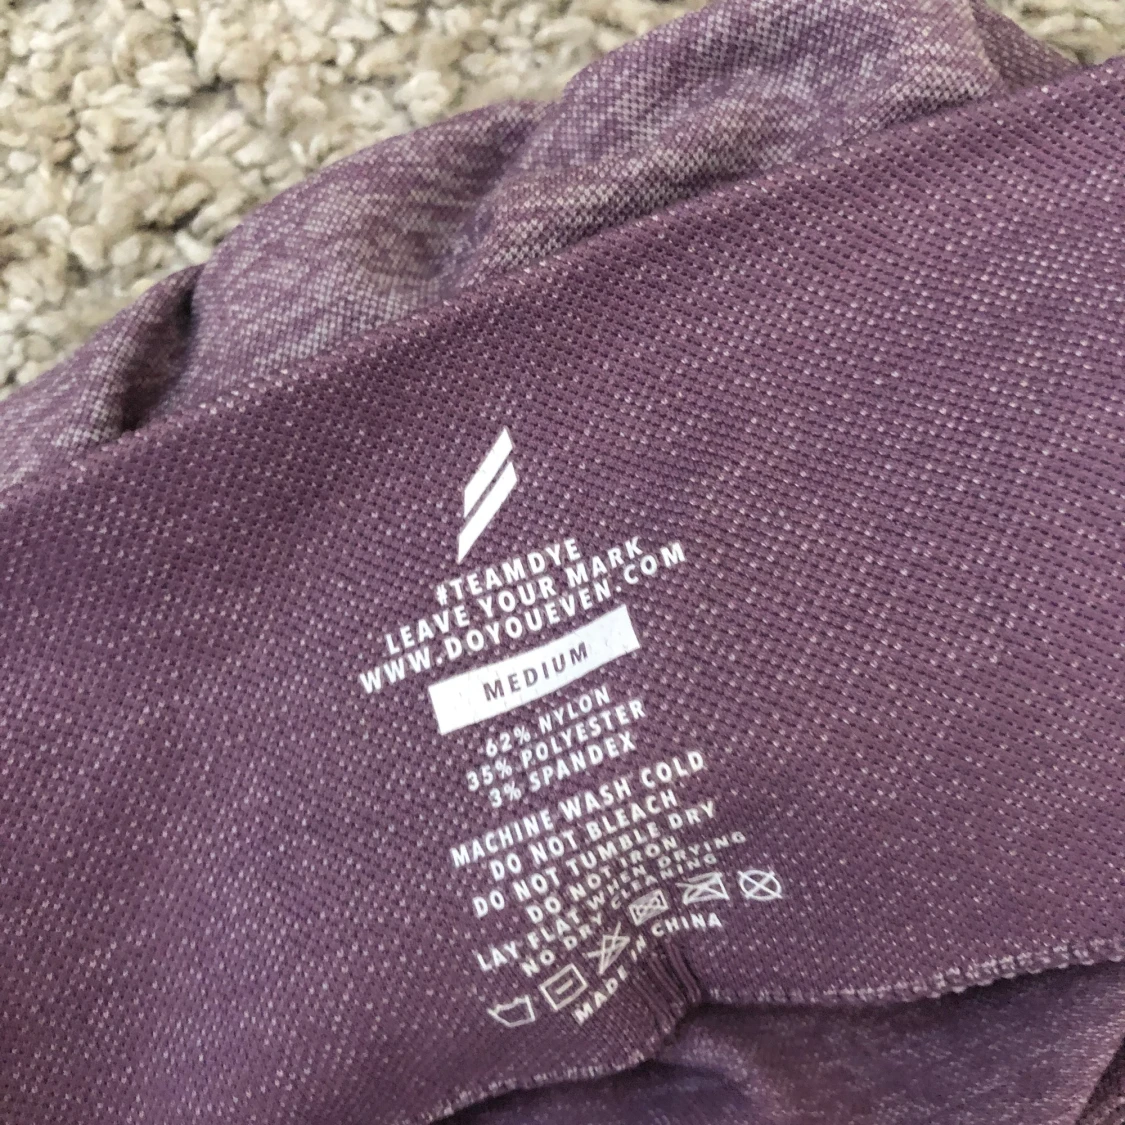 #TEAMDYE
LEAVE YOUR MARK
WWW.DOYOUEVEN.COM
MEDIUM
62% NYLON
35% POLYESTER
3% SPANDEX
MACHINE WASH COLD
DO NOT BLEACH
DO NOT TUMBLE DRY
DO NOT IRON
LAY FLAT WHEN DRYING
NO DRY CLEANING
MADE IN CHINA